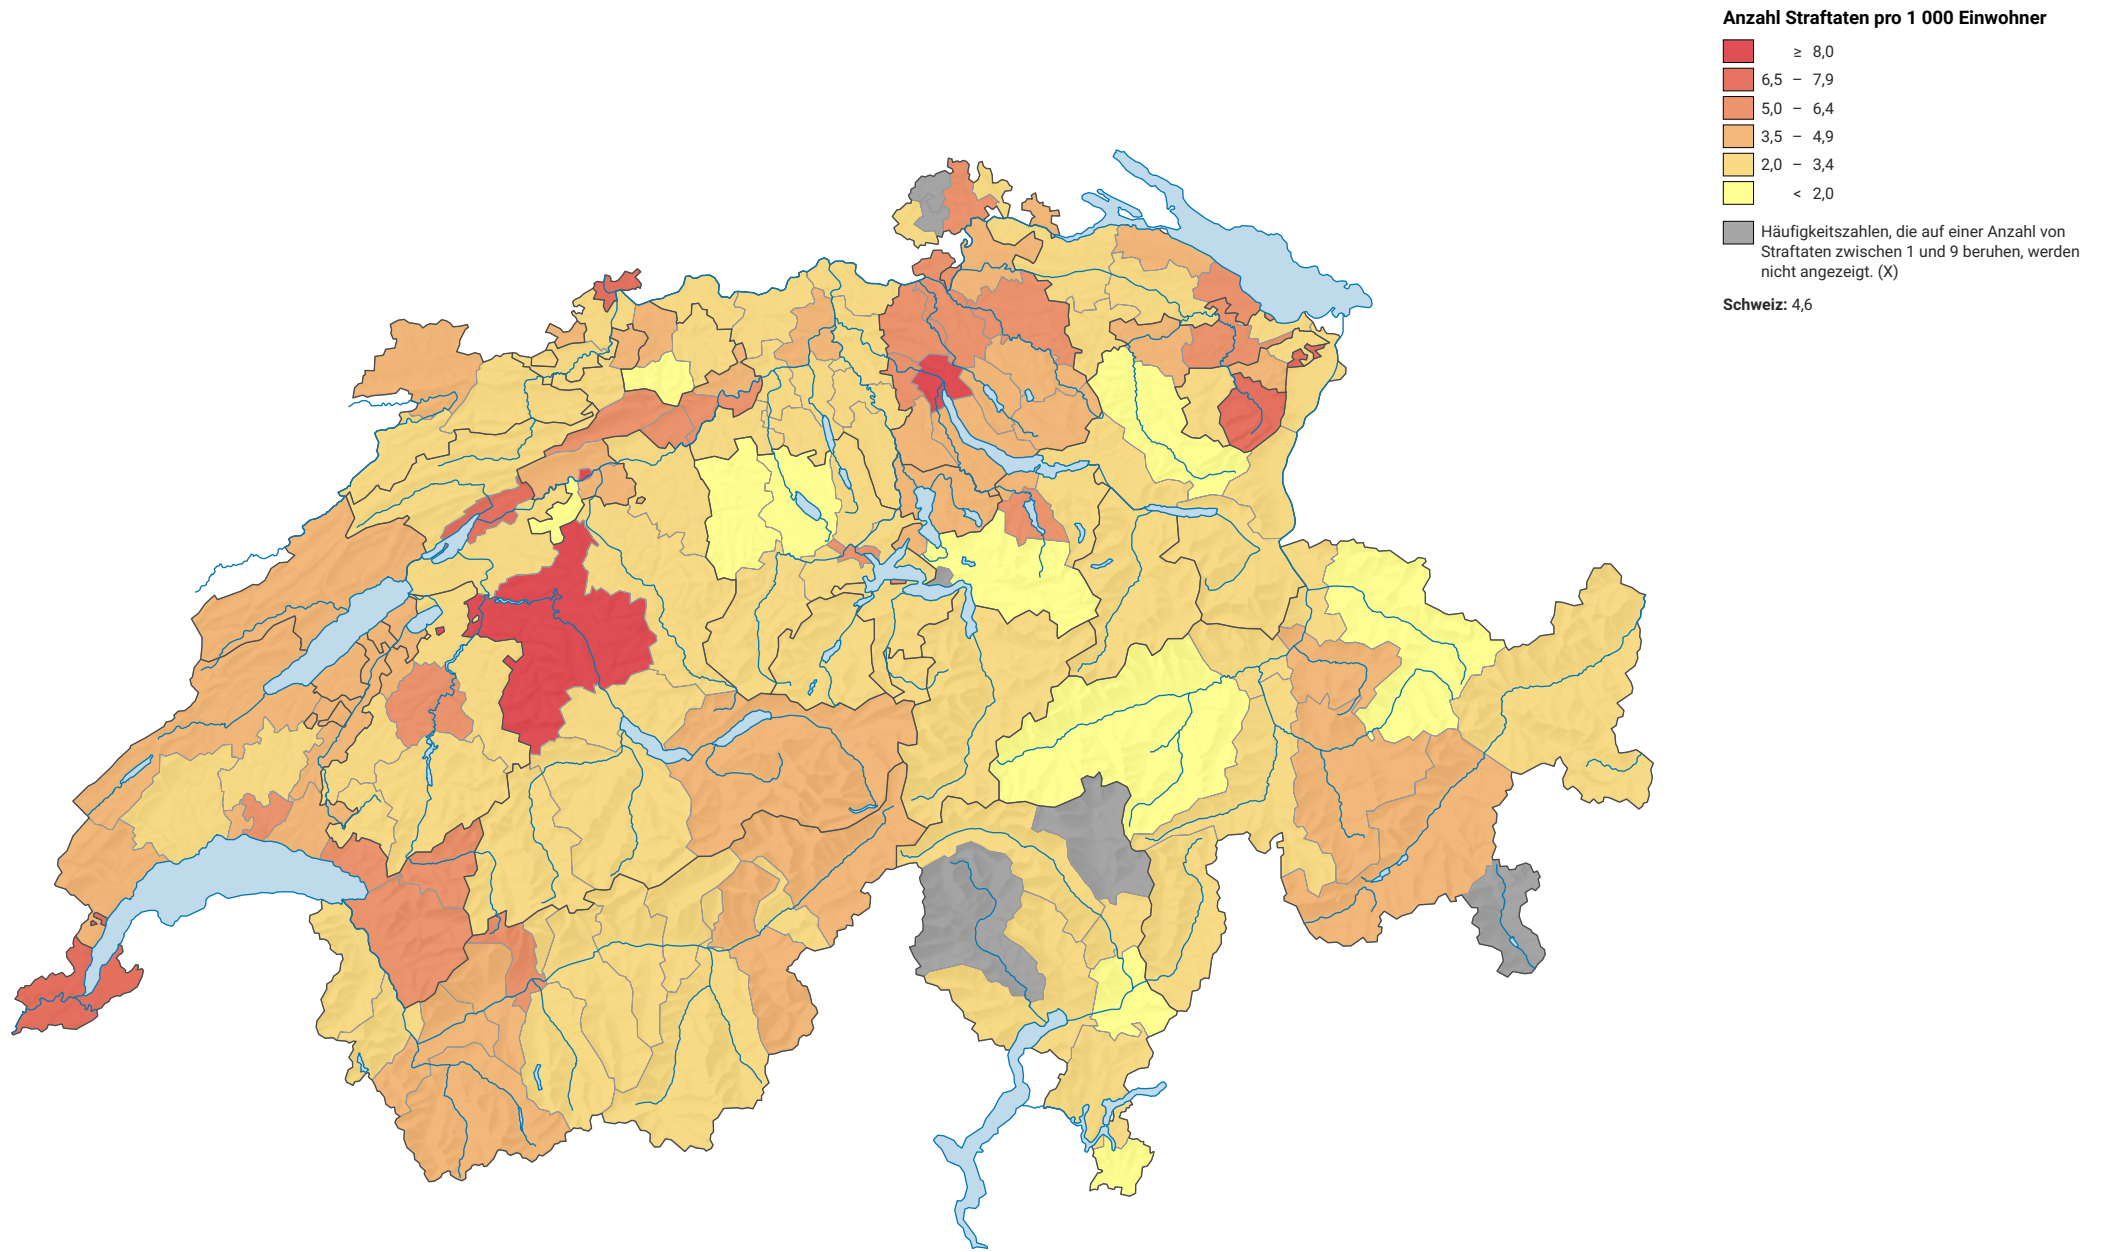 Anzahl Straftaten pro 1 000 Einwohner
≥ 8,0
6,5 – 7,9
5,0 – 6,4
3,5 – 4,9
2,0 – 3,4
< 2,0
Häufigkeitszahlen, die auf einer Anzahl von
Straftaten zwischen 1 und 9 beruhen, werden
nicht angezeigt. (X)
Schweiz: 4,6